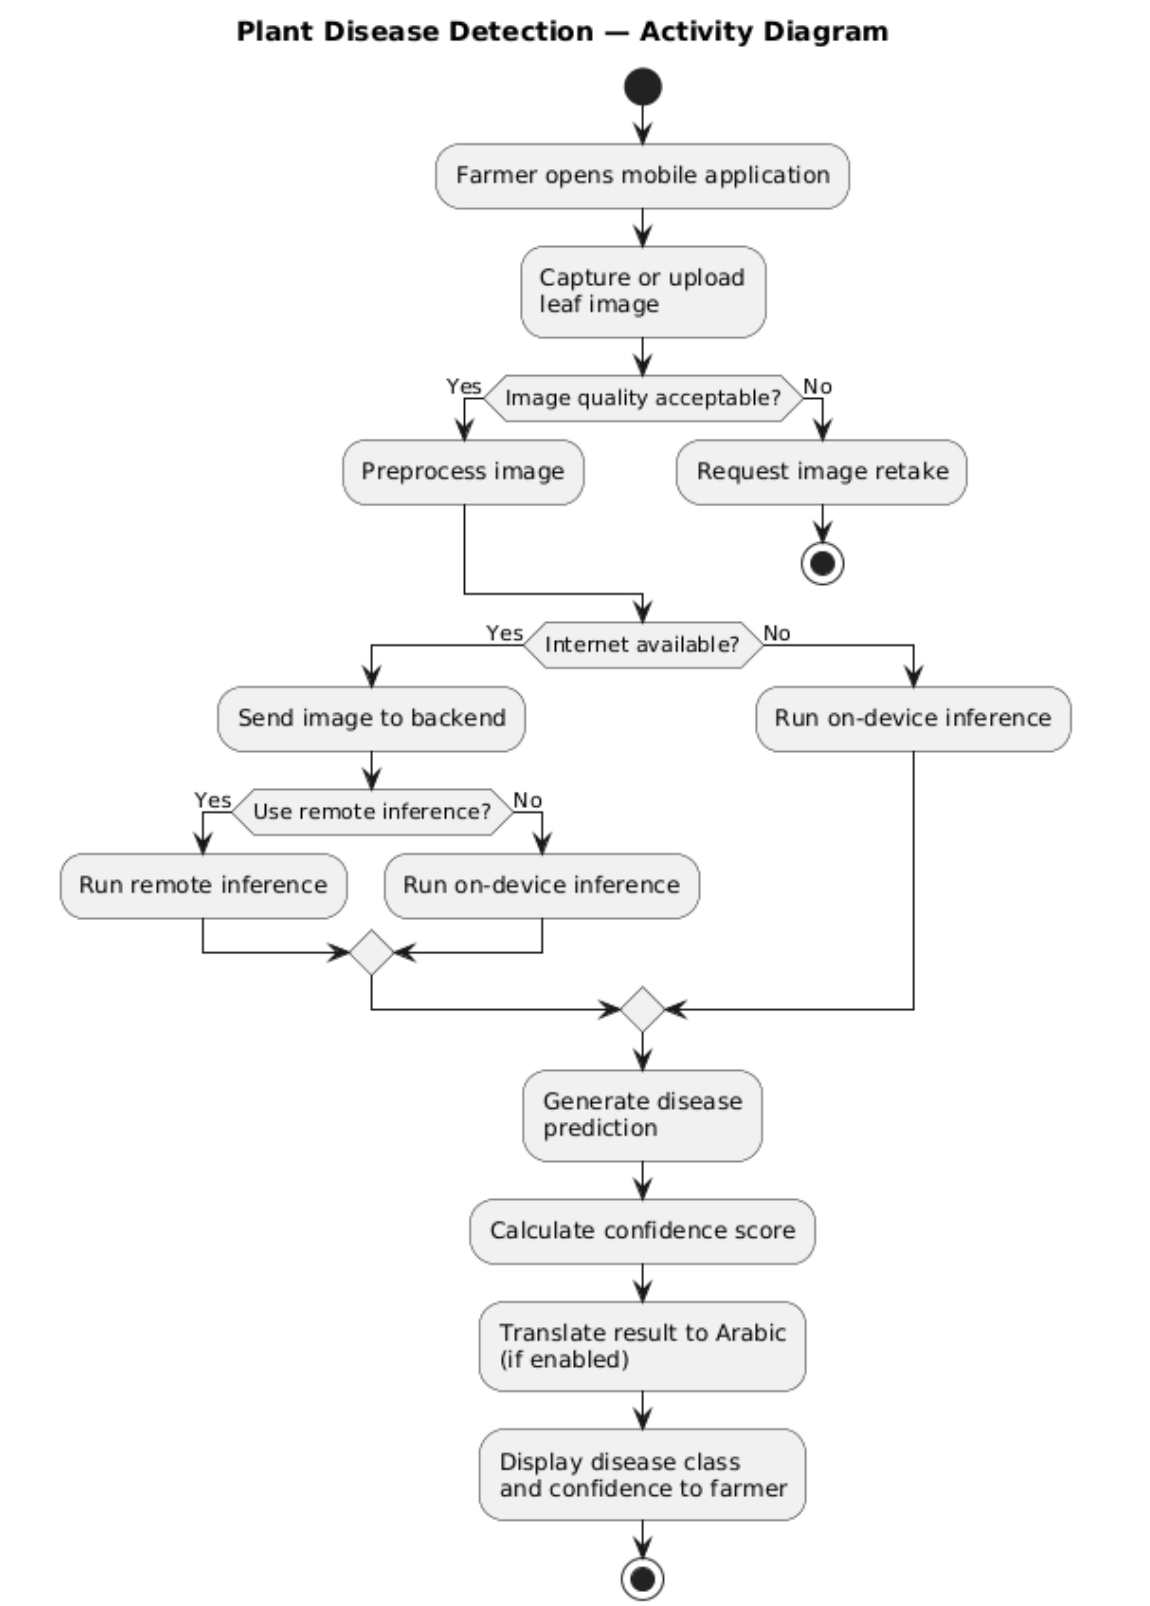 Plant Disease Detection — Activity Diagram
Farmer opens mobile application
Capture or upload
leaf image
Yes
Image quality acceptable?
No
Preprocess image
Request image retake
Yes
Internet available?
No
Send image to backend
Run on-device inference
Yes
Use remote inference?
No
Run remote inference
Run on-device inference
Generate disease
prediction
Calculate confidence score
Translate result to Arabic
(if enabled)
Display disease class
and confidence to farmer